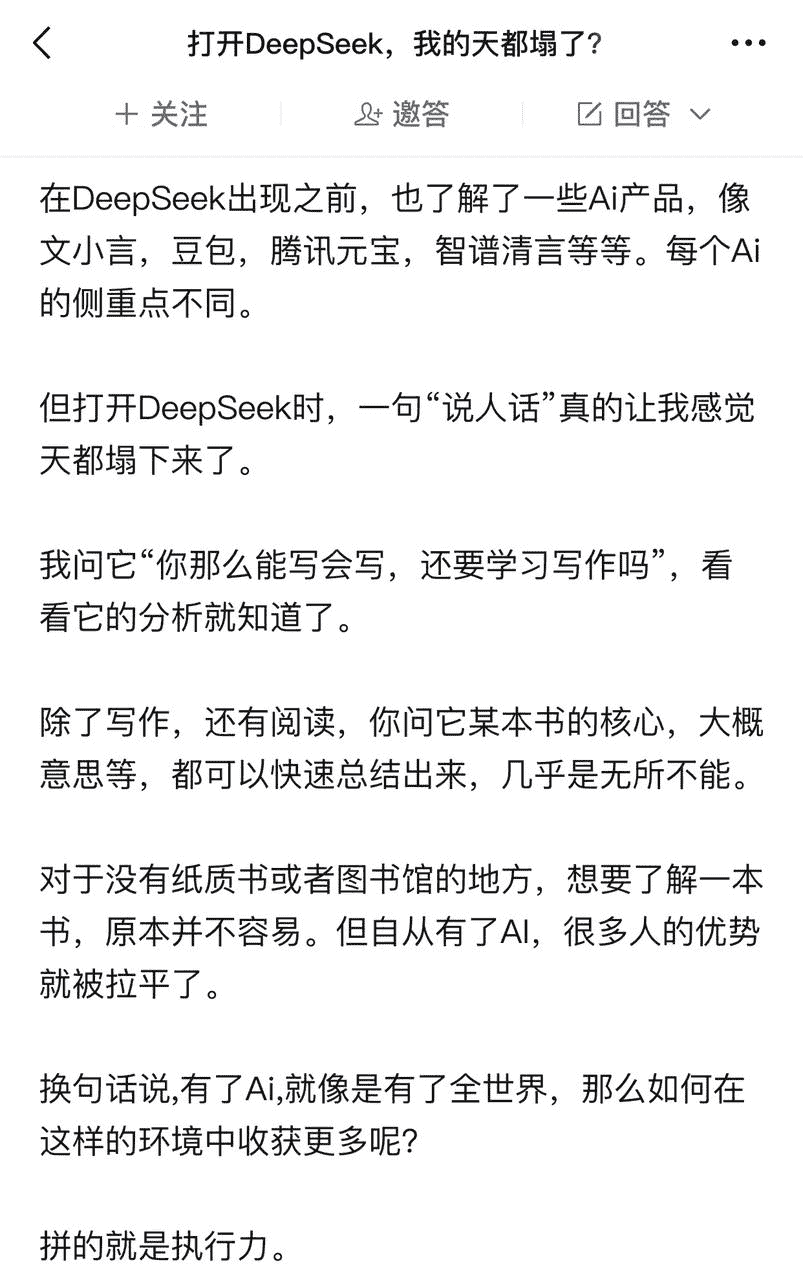 打开DeepSeek，我的天都塌了？
关注
邀答
回答
在DeepSeek出现之前，也了解了一些Ai产品，像
文小言，豆包，腾讯元宝，智谱清言等等。每个Ai
的侧重点不同。
但打开DeepSeek时，一句“说人话”真的让我感觉
天都塌下来了。
我问它“你那么能写会写，还要学习写作吗”，看
看它的分析就知道了。
除了写作，还有阅读，你问它某本书的核心，大概
意思等，都可以快速总结出来，几乎是无所不能。
对于没有纸质书或者图书馆的地方，想要了解一本
书，原本并不容易。但自从有了AI，很多人的优势
就被拉平了。
换句话说,有了Ai,就像是有了全世界，那么如何在
这样的环境中收获更多呢？
拼的就是执行力。